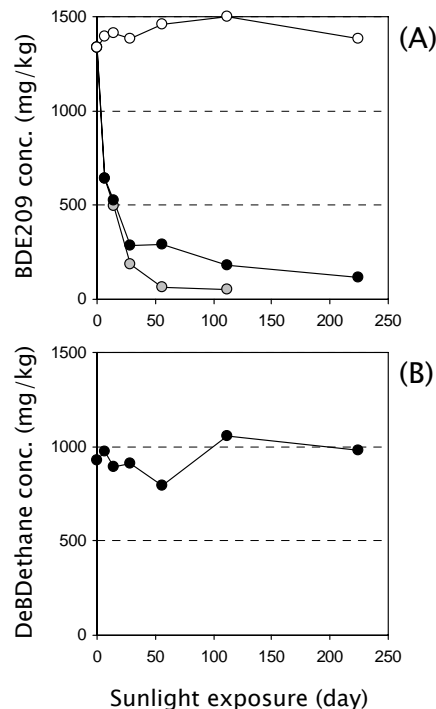 1500
(A)
1000
500
0
BDE209 conc. (mg/kg)
0 50 100 150 200 250
1500
(B)
1000
500
0
DeBDethane conc. (mg/kg)
0 50 100 150 200 250
Sunlight exposure (day)